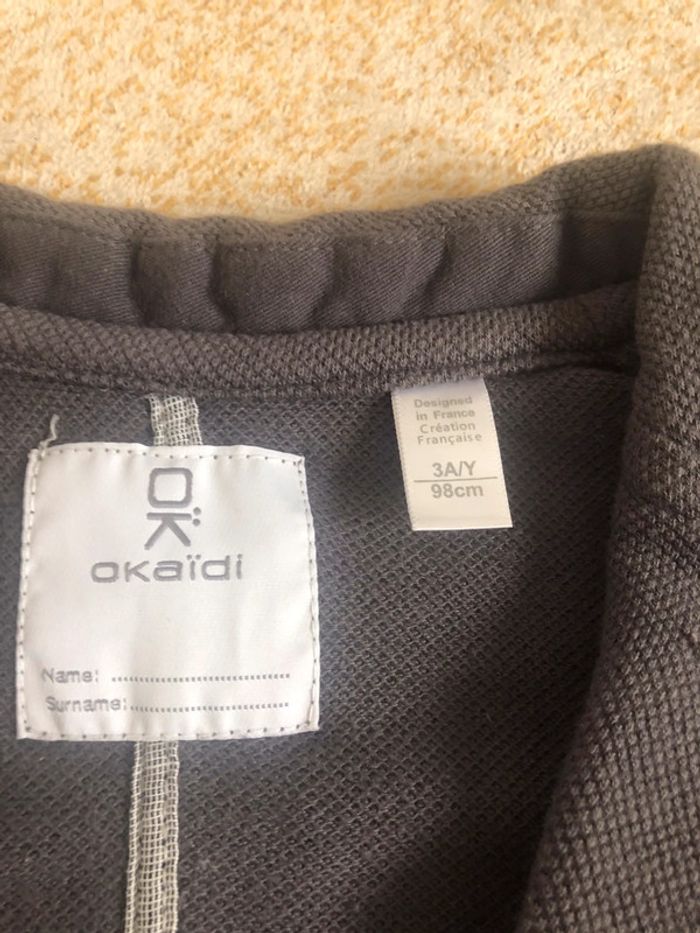 OK
okaïdi
Name: ..............................
Surname:..........................
Designed
in France
Création
Française
3A/Y
98cm